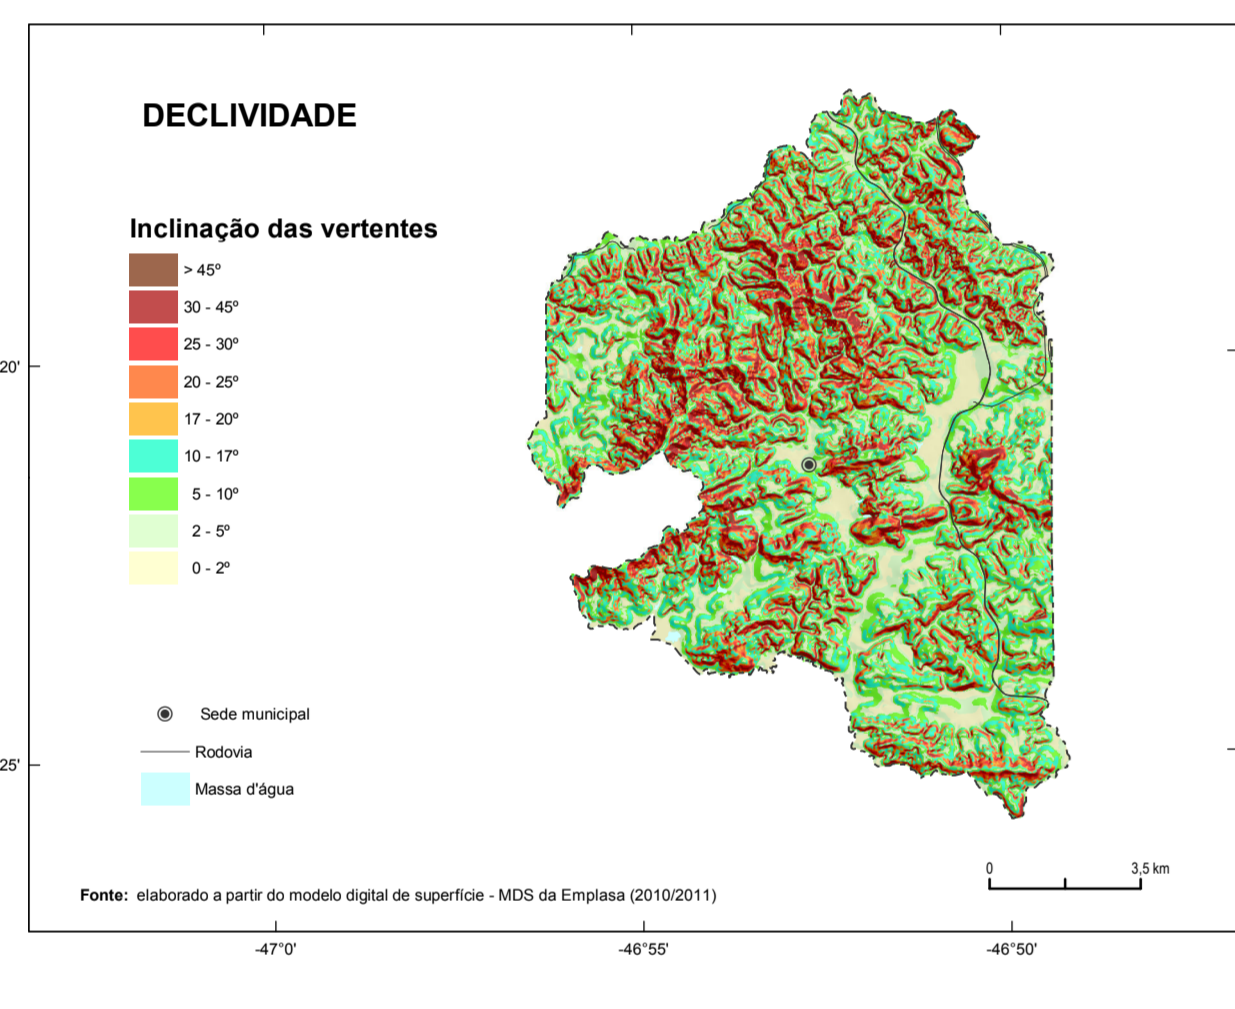 DECLIVIDADE
Inclinação das vertentes
> 45º
30 - 45º
25 - 30º
20 - 25º
17 - 20º
10 - 17º
5 - 10º
2 - 5º
0 - 2º
20'
25'
Sede municipal
Rodovia
Massa d'água
0 3,5 km
Fonte: elaborado a partir do modelo digital de superfície - MDS da Emplasa (2010/2011)
-47°0' -46°55' -46°50'